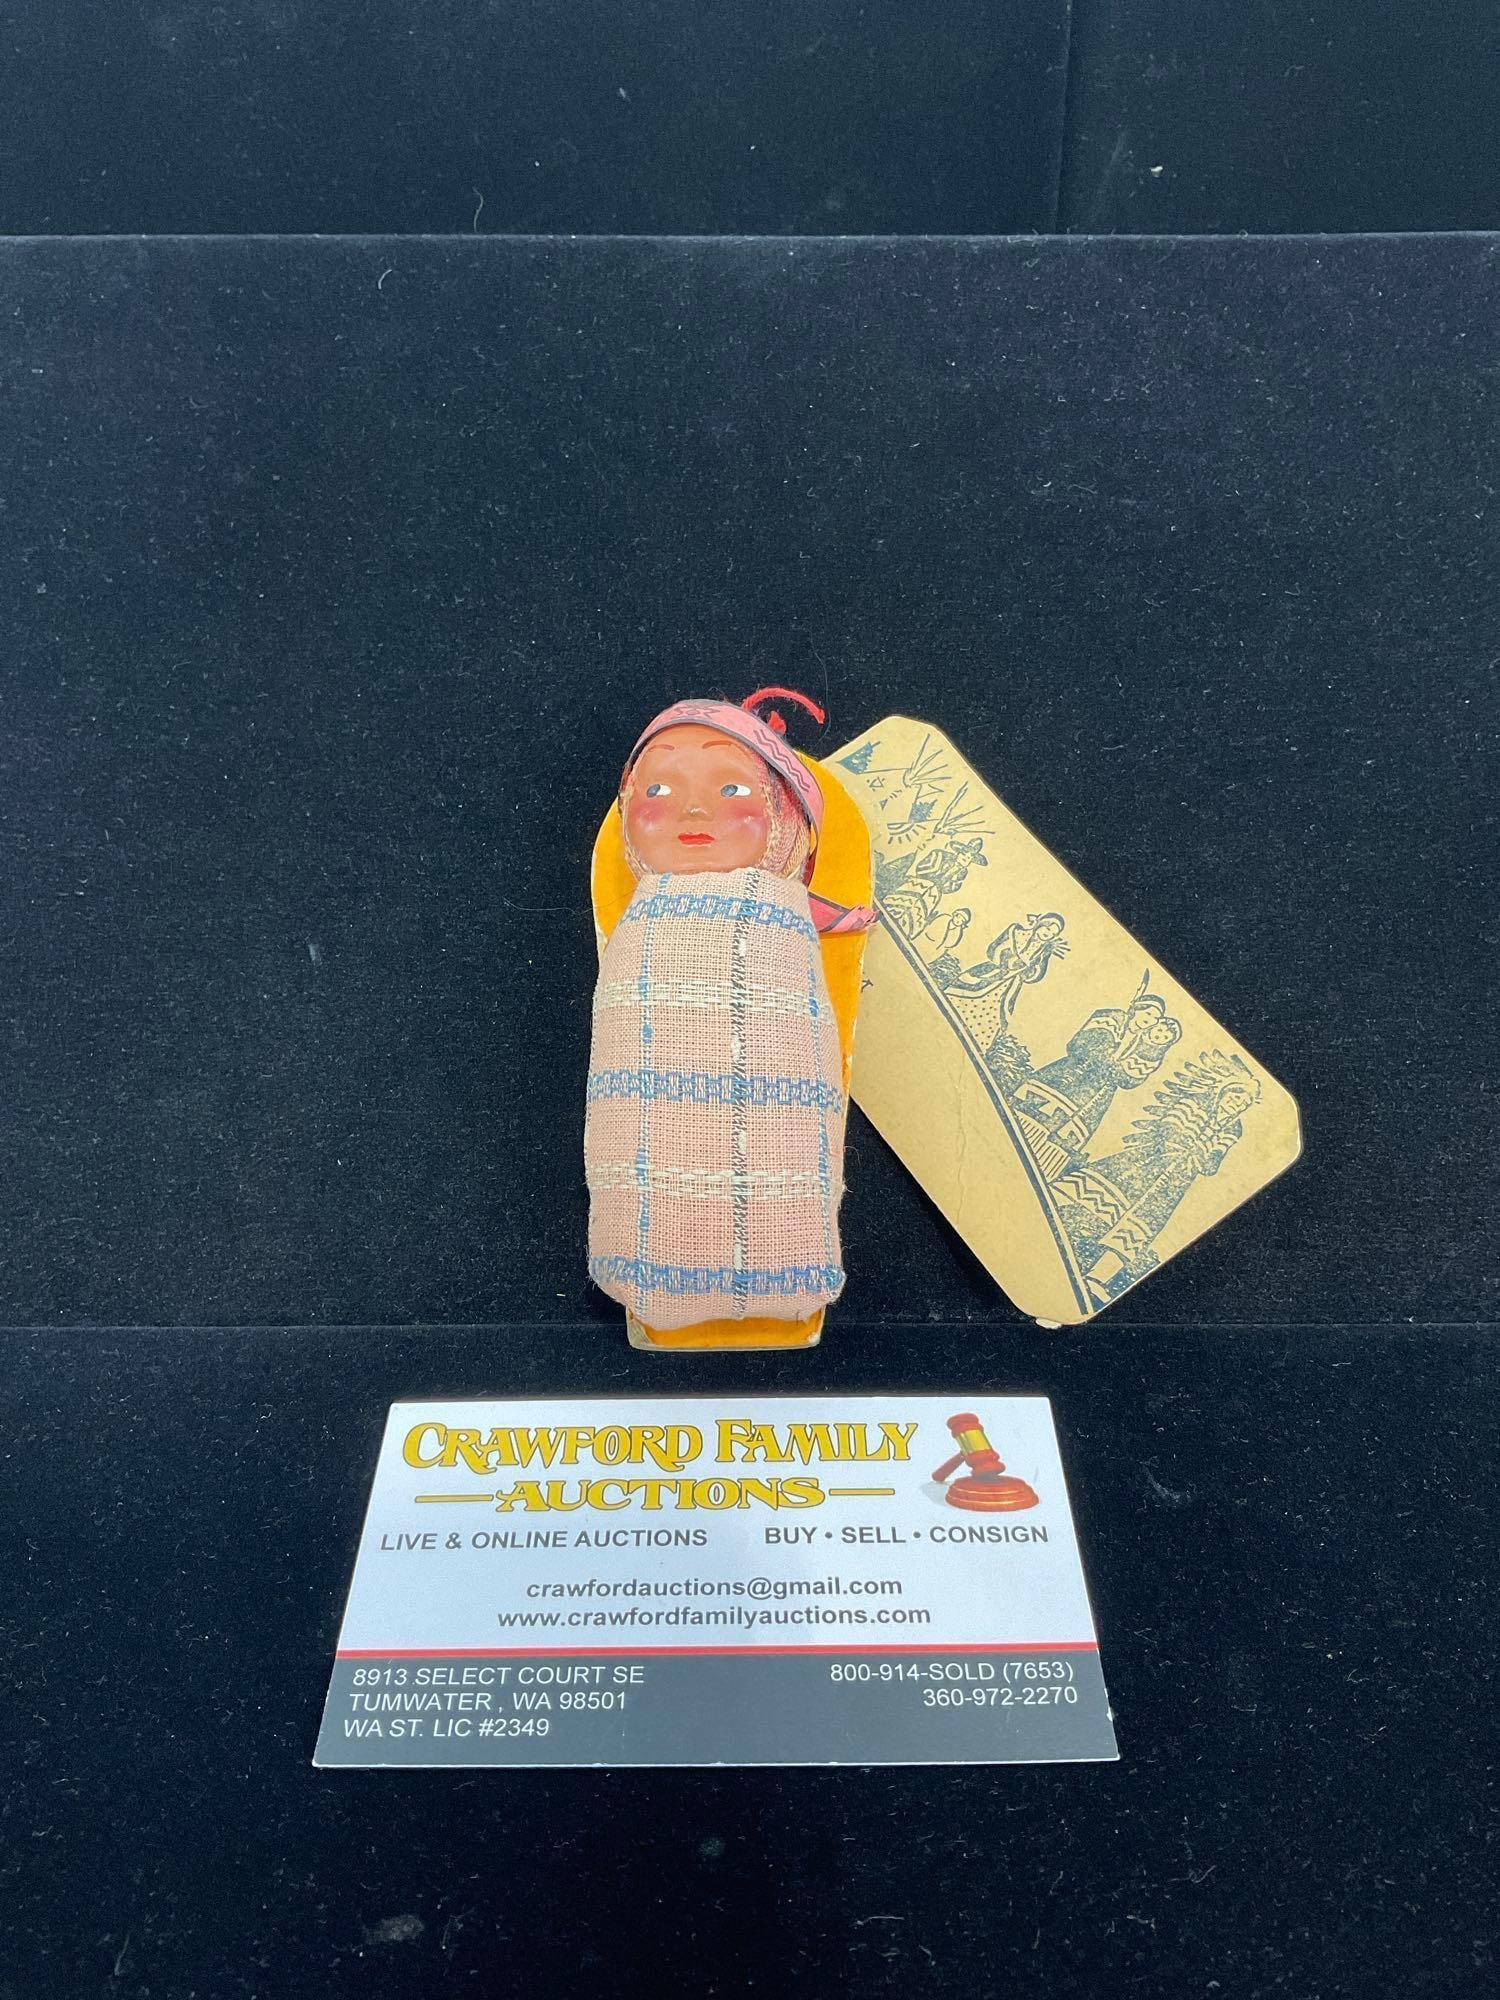 CRAWFORD FAMILY
AUCTIONS
LIVE & ONLINE AUCTIONS BUY • SELL • CONSIGN
crawfordauctions@gmail.com
www.crawfordfamilyauctions.com
8913 SELECT COURT SE 800-914-SOLD (7653)
TUMWATER , WA 98501 360-972-2270
WA ST. LIC #2349